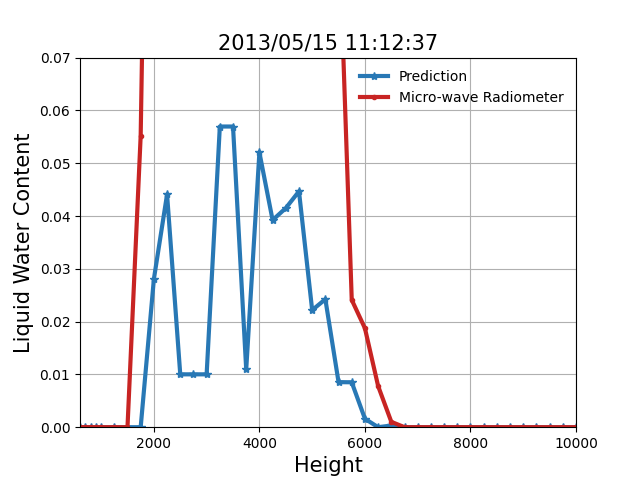 2013/05/15 11:12:37
0.07
0.06
0.05
0.04
0.03
0.02
0.01
0.00
Liquid Water Content
Prediction
Micro-wave Radiometer
2000 4000 6000 8000 10000
Height